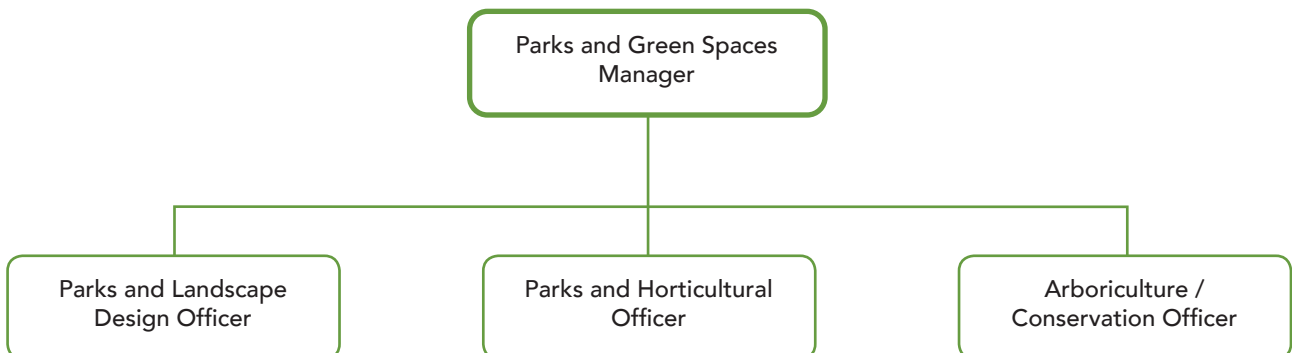 Parks and Green Spaces
Manager
Parks and Landscape
Design Officer
Parks and Horticultural
Officer
Arboriculture /
Conservation Officer